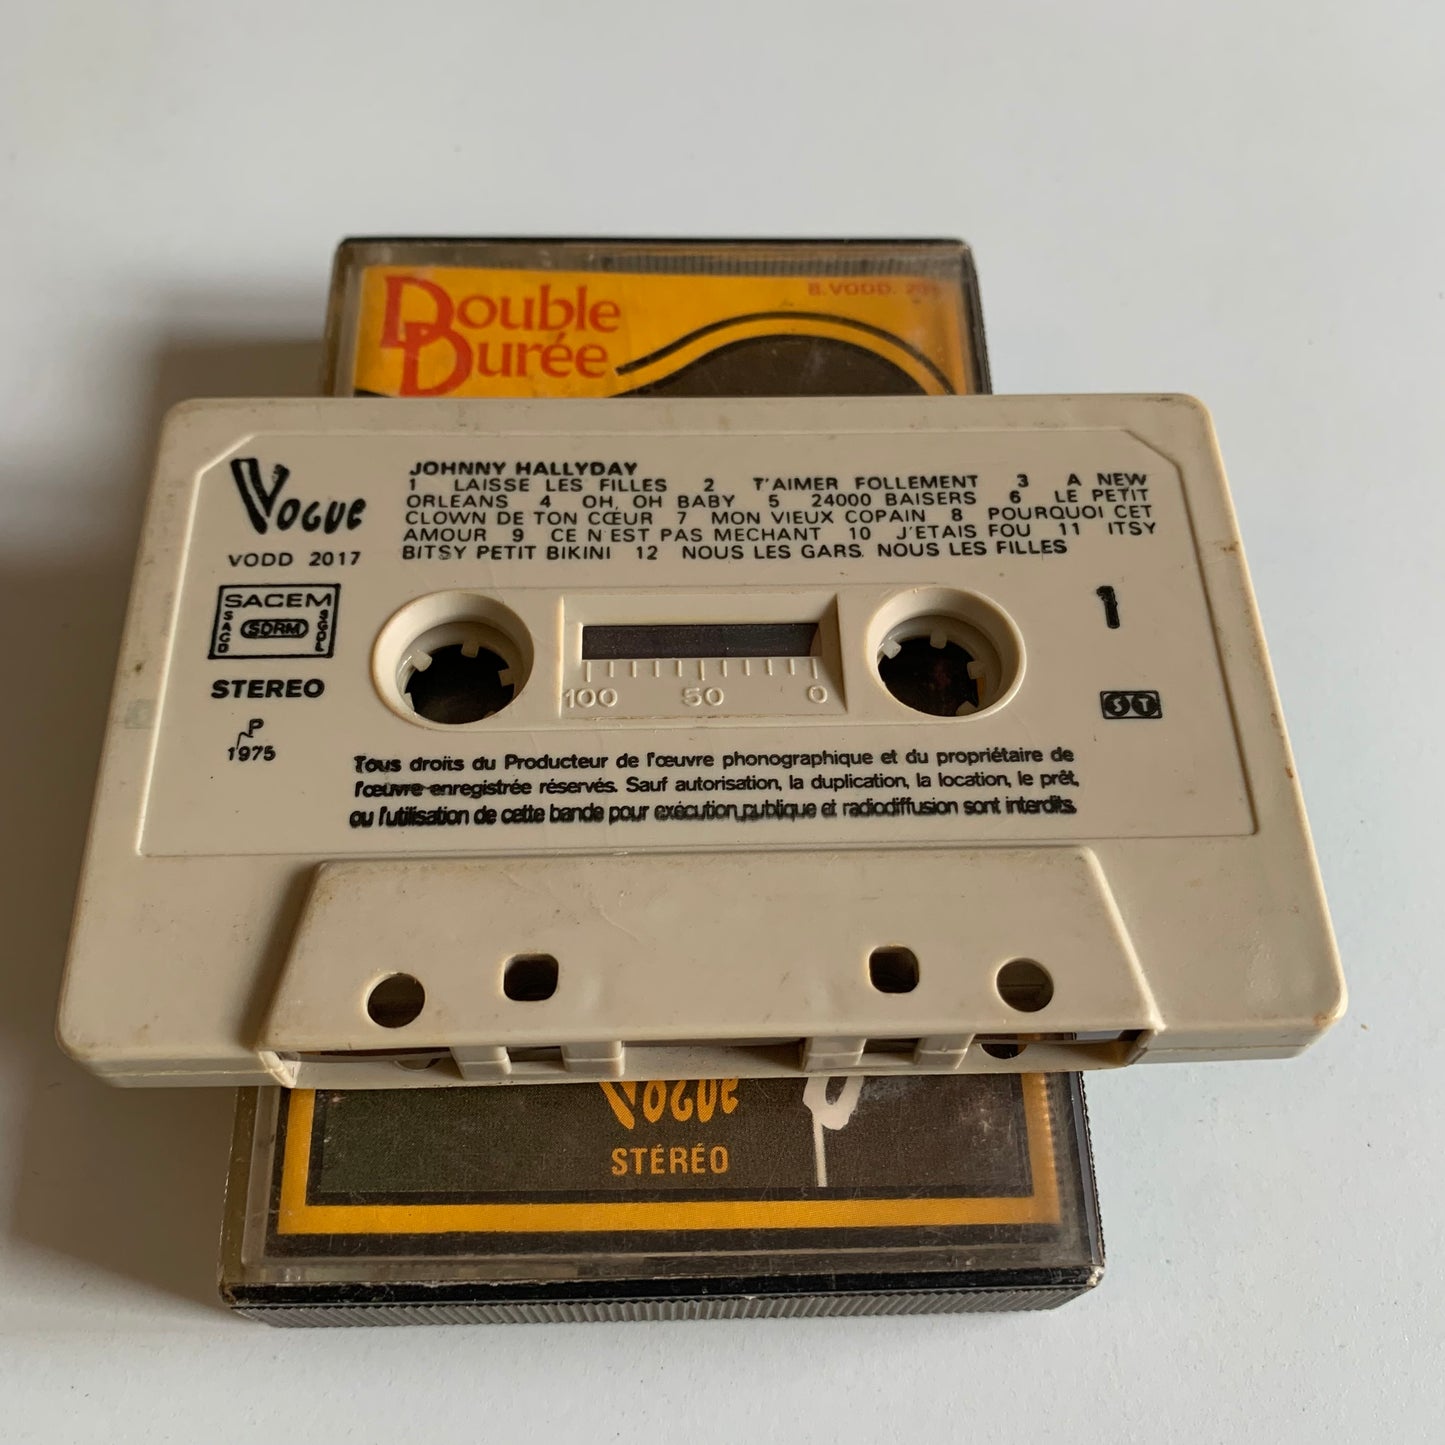 Double
Durée
B.VODD.
Vogue
VODD 2017
SACEM
SACD
SDRM
SGDL
STEREO
P
1975
JOHNNY HALLYDAY
1 LAISSE LES FILLES 2 T'AIMER FOLLEMENT 3 A NEW
ORLEANS 4 OH, OH BABY 5 24000 BAISERS 6 LE PETIT
CLOWN DE TON CŒUR 7 MON VIEUX COPAIN 8 POURQUOI CET
AMOUR 9 CE N'EST PAS MECHANT 10 J'ETAIS FOU 11 ITSY
BITSY PETIT BIKINI 12 NOUS LES GARS, NOUS LES FILLES
1
100 50 0
ST
Tous droits du Producteur de l'œuvre phonographique et du propriétaire de
l'œuvre enregistrée réservés. Sauf autorisation, la duplication, la location, le prêt,
ou l'utilisation de cette bande pour exécution publique et radiodiffusion sont interdits.
Vogue
STÉRÉO